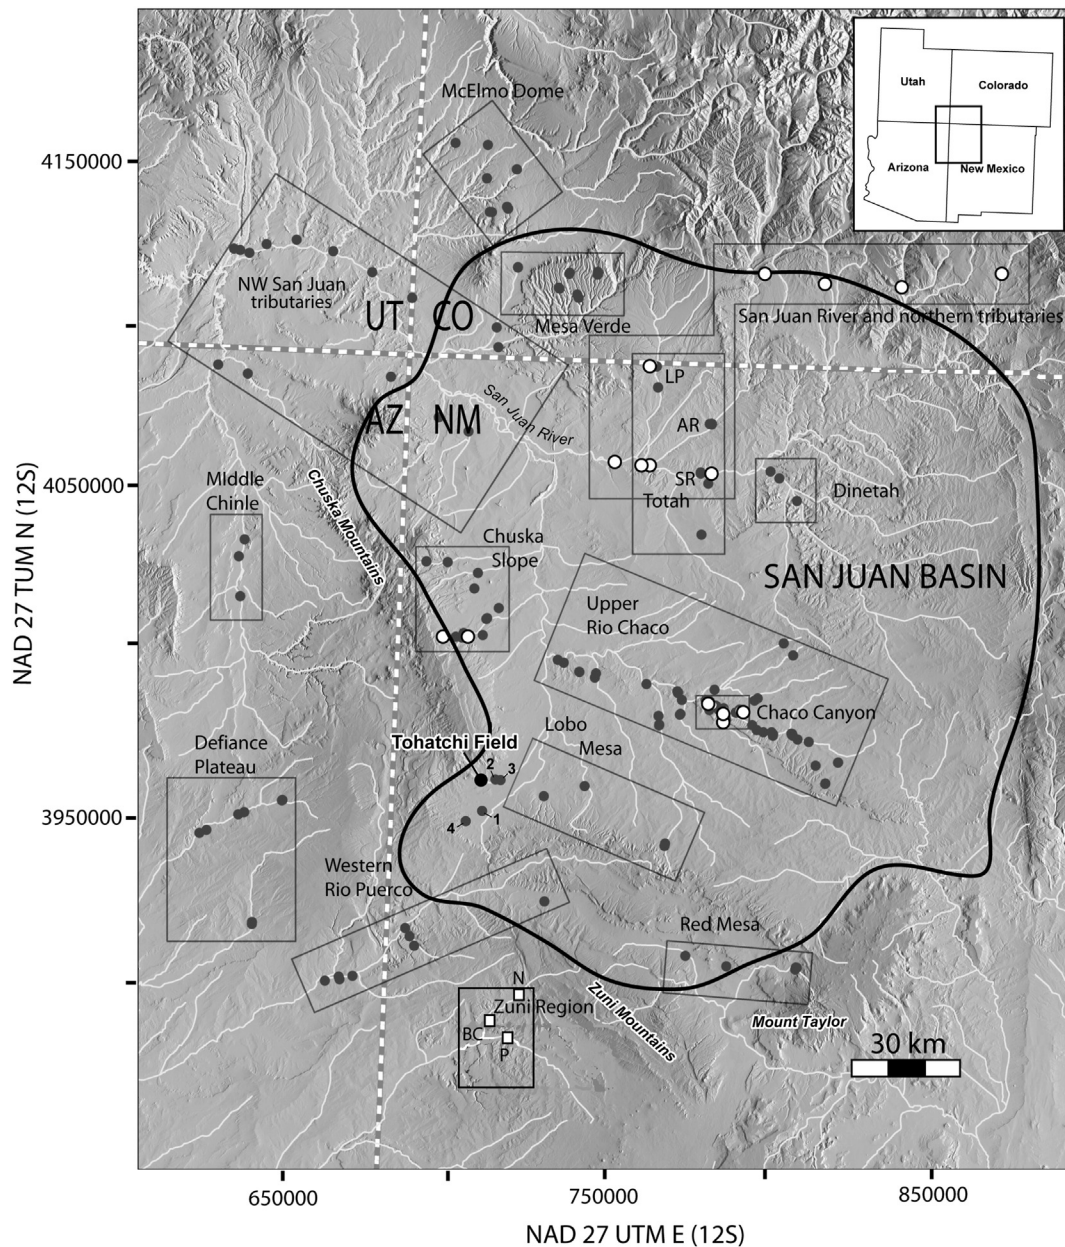 McElmo Dome
Utah
Colorado
Arizona
New Mexico
4150000
NW San Juan
tributaries
UT
CO
Mesa Verde
San Juan River and northern tributaries
LP
AZ
NM
San Juan River
AR
SR
Totah
Dinetah
4050000
MIddle
Chinle
Chuska Mountains
Chuska
Slope
SAN JUAN BASIN
NAD 27 TUM N (12S)
Upper
Rio Chaco
Chaco Canyon
Lobo
Mesa
Defiance
Plateau
Tohatchi Field
2
3
1
4
3950000
Western
Rio Puerco
Red Mesa
N
Zuni Region
BC
P
Zuni Mountains
Mount Taylor
30 km
650000
750000
850000
NAD 27 UTM E (12S)